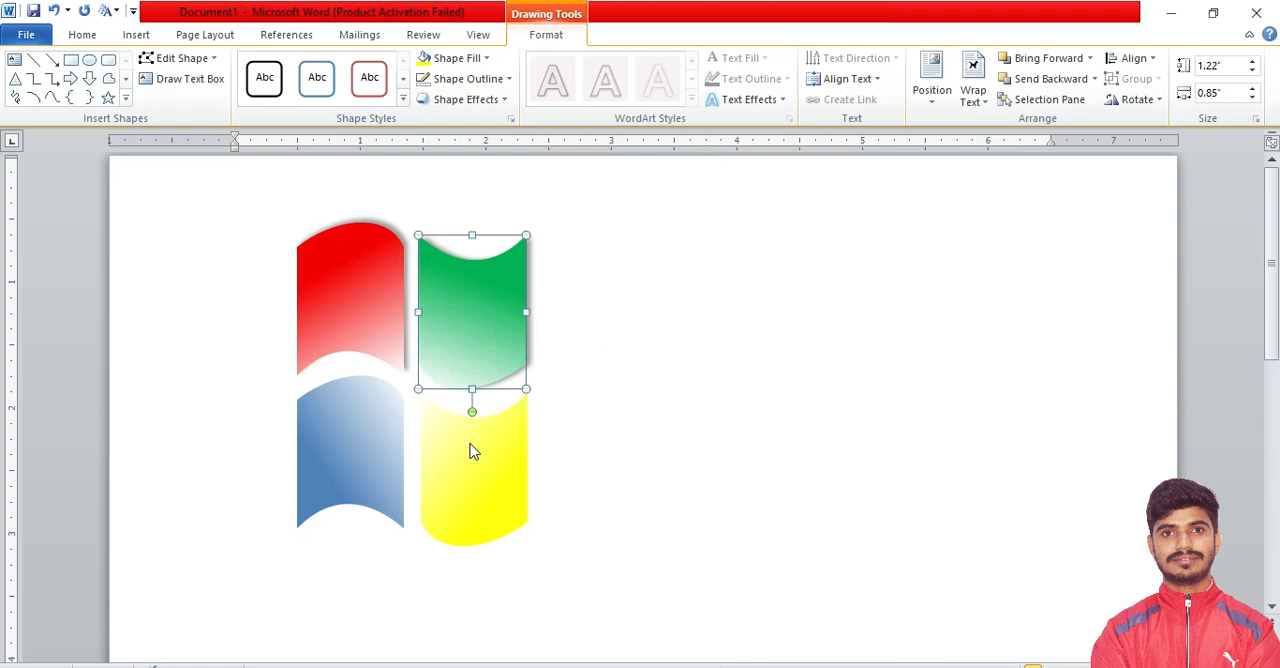 Document1 - Microsoft Word (Product Activation Failed)
Drawing Tools
File Home Insert Page Layout References Mailings Review View Format
Edit Shape
Draw Text Box
Insert Shapes
Abc Abc Abc
Shape Fill
Shape Outline
Shape Effects
Shape Styles
A A A
Text Fill
Text Outline
Text Effects
WordArt Styles
Text Direction
Align Text
Create Link
Text
Position
Wrap
Text
Bring Forward
Send Backward
Selection Pane
Align
Group
Rotate
Arrange
1.22"
0.85"
Size
1 1 2 3 4 5 6 7
1
2
3